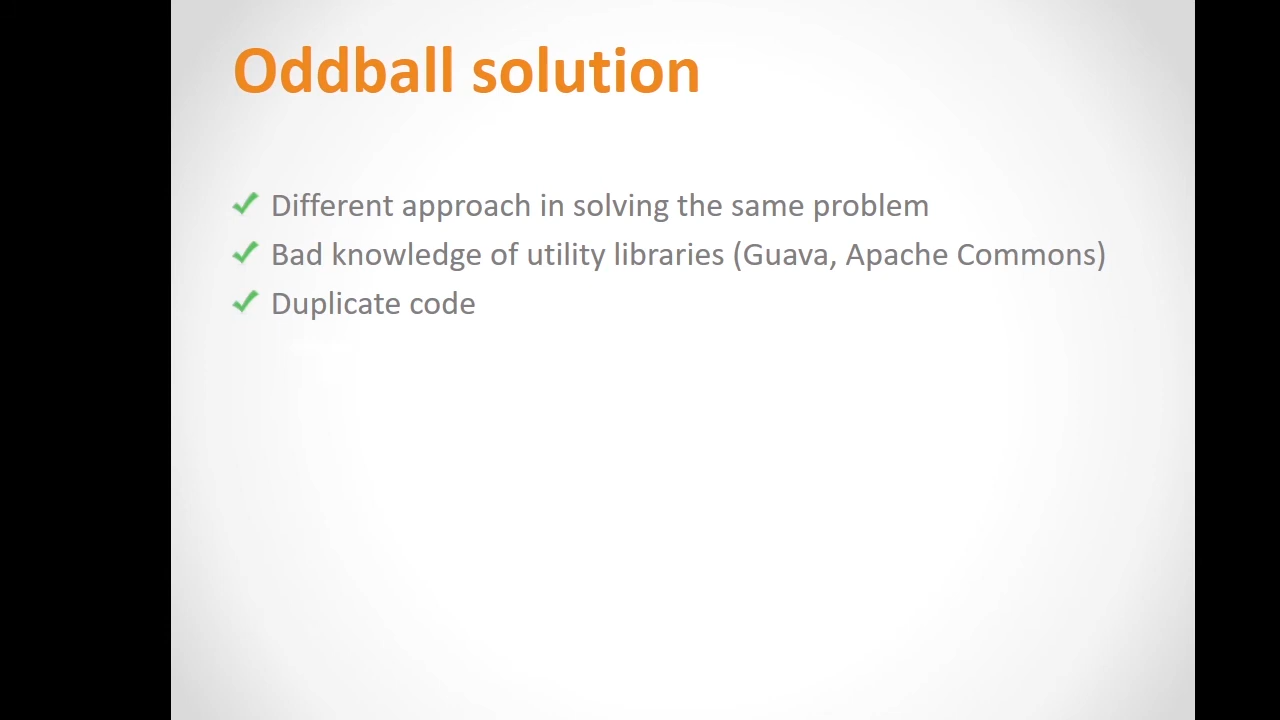 Oddball solution
Different approach in solving the same problem
Bad knowledge of utility libraries (Guava, Apache Commons)
Duplicate code